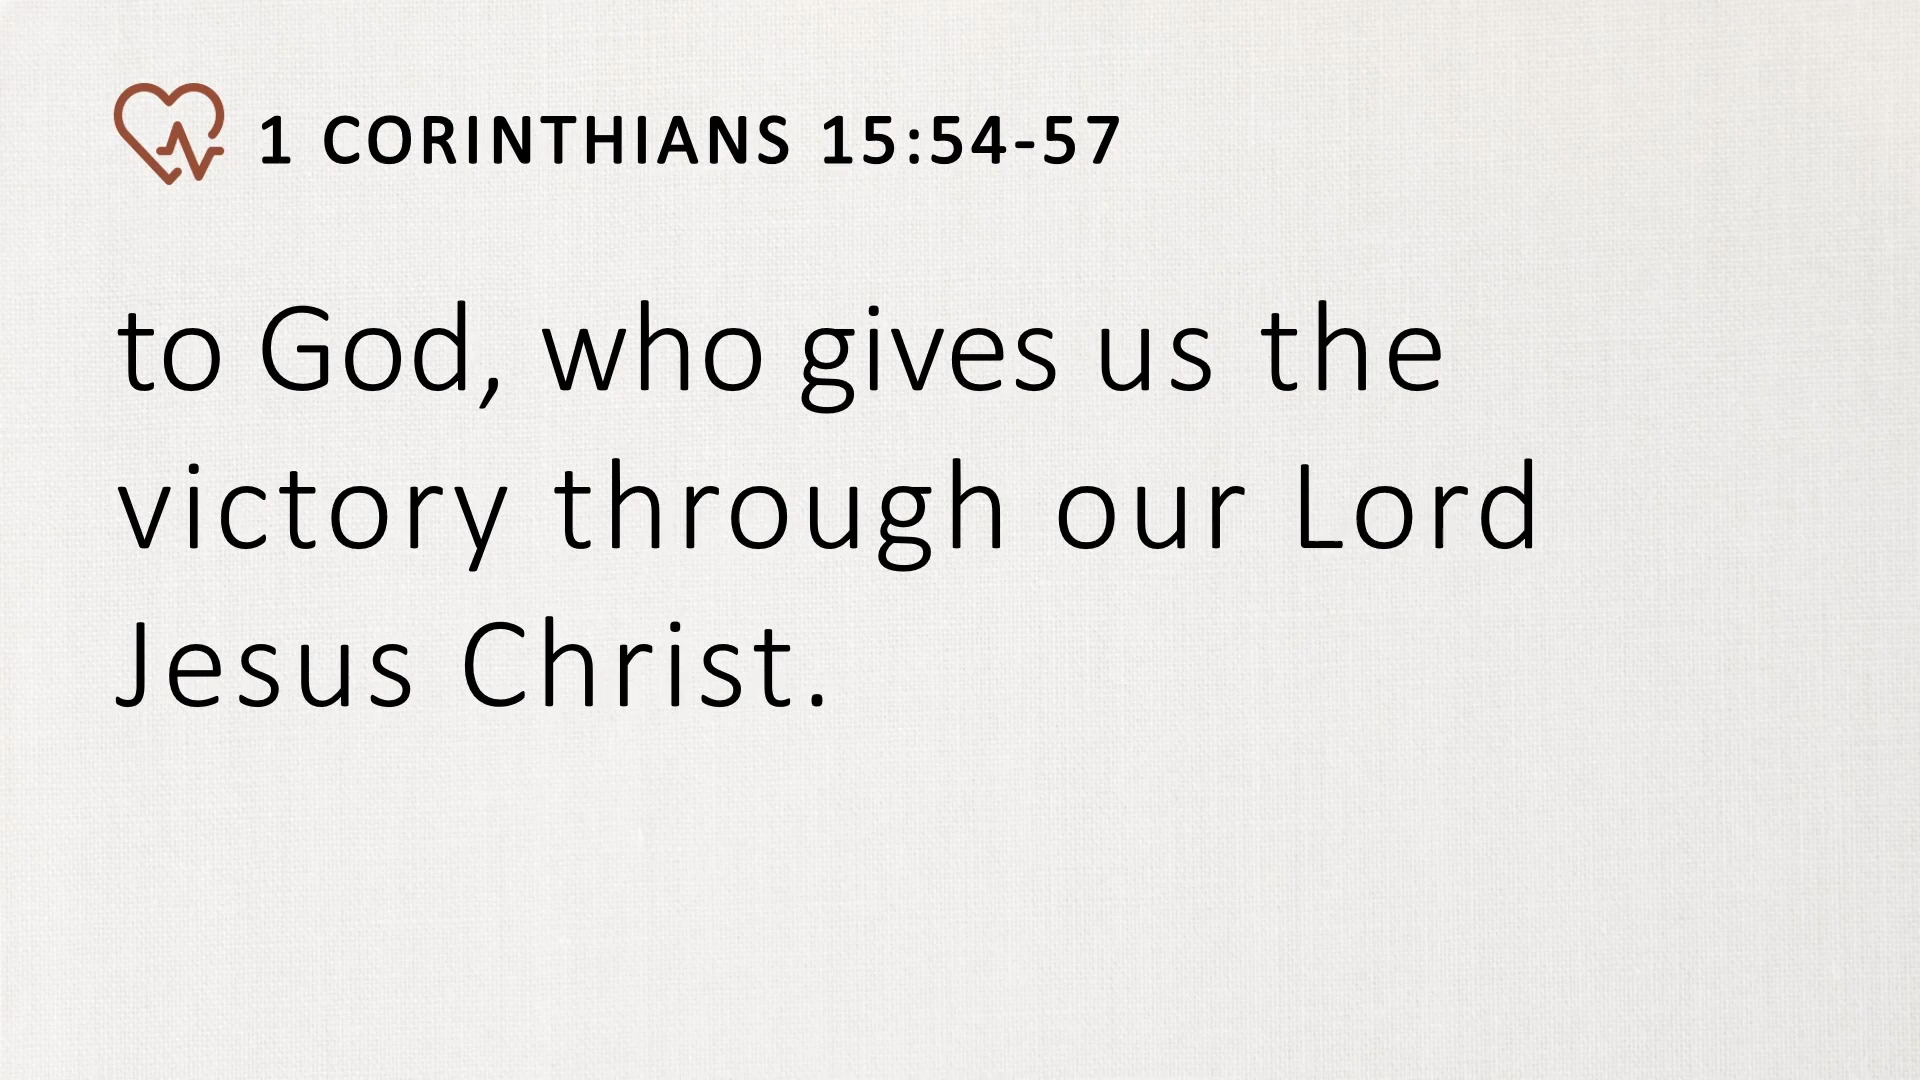 1 CORINTHIANS 15:54-57
to God, who gives us the
victory through our Lord
Jesus Christ.